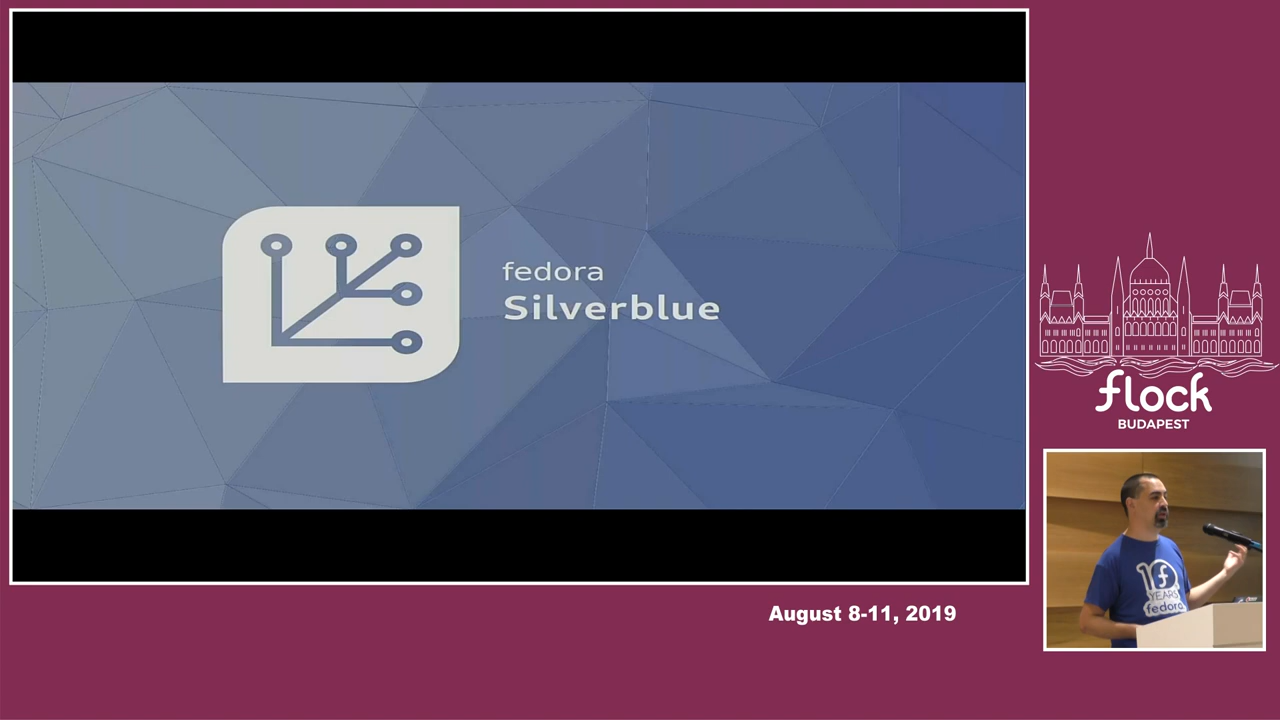 fedora
Silverblue
flock
BUDAPEST
10
YEARS
fedora
August 8-11, 2019